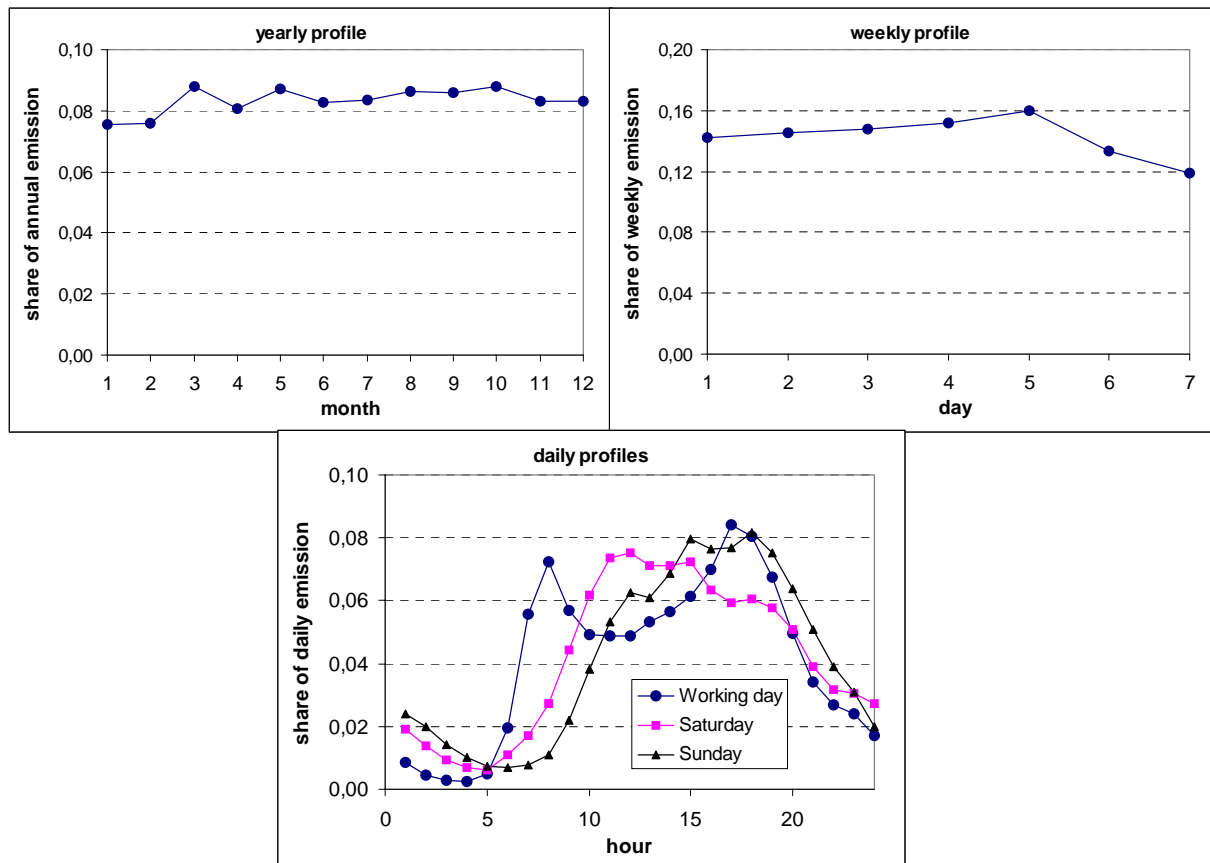 yearly profile
0,10
0,08
0,06
0,04
0,02
0,00
share of annual emission
1 2 3 4 5 6 7 8 9 10 11 12
month
weekly profile
0,20
0,16
0,12
0,08
0,04
0,00
share of weekly emission
1 2 3 4 5 6 7
day
daily profiles
0,10
0,08
0,06
0,04
0,02
0,00
share of daily emission
Working day
Saturday
Sunday
0 5 10 15 20
hour